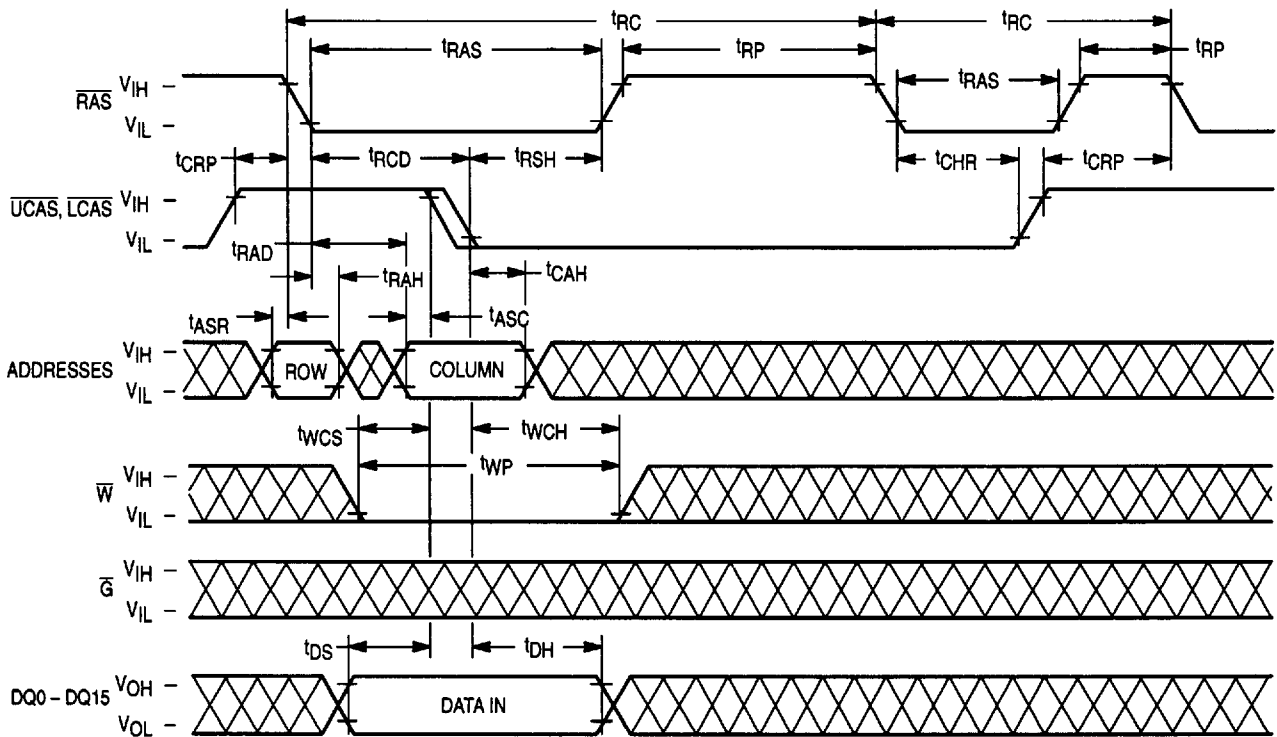 tRC tRC
tRAS tRP tRP
RAS VIH tRAS
VIL
tCRP tRCD tRSH tCHR tCRP
UCAS, LCAS VIH
VIL
tRAD
tRAH tCAH
tASR tASC
ADDRESSES VIH ROW COLUMN
VIL
tWCS tWCH
tWP
W VIH
VIL
G VIH
VIL
tDS tDH
DQ0 – DQ15 VOH DATA IN
VOL